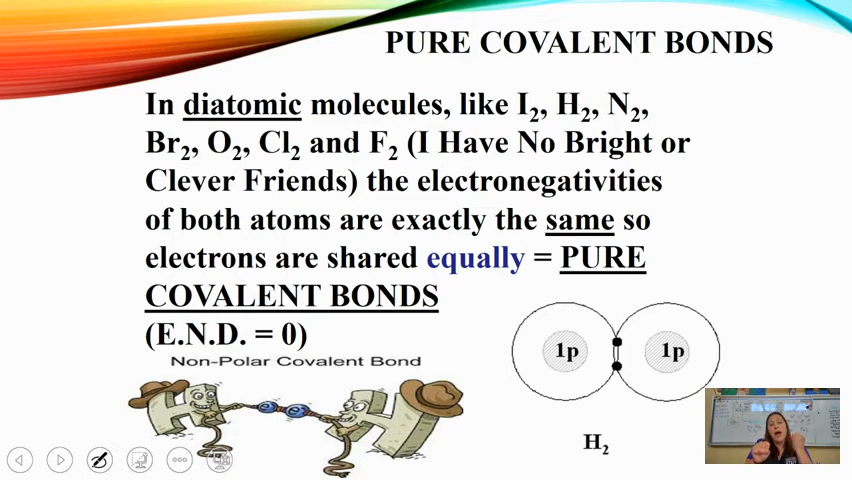 PURE COVALENT BONDS
In diatomic molecules, like I₂, H₂, N₂,
Br₂, O₂, Cl₂ and F₂ (I Have No Bright or
Clever Friends) the electronegativities
of both atoms are exactly the same so
electrons are shared equally = PURE
COVALENT BONDS
(E.N.D. = 0)
Non-Polar Covalent Bond
H e e H
1p 1p
H₂